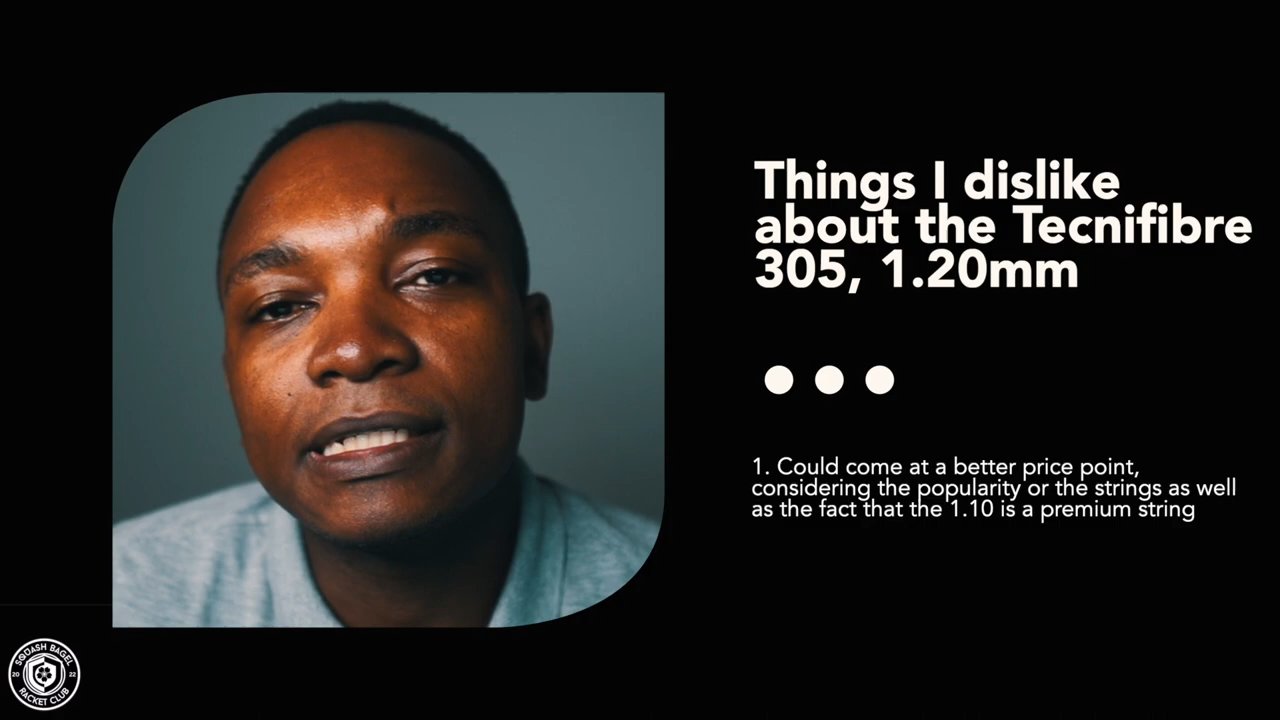 Things I dislike
about the Tecnifibre
305, 1.20mm
1. Could come at a better price point,
considering the popularity or the strings as well
as the fact that the 1.10 is a premium string
SQUASH BAGEL
20 22
RACKET CLUB